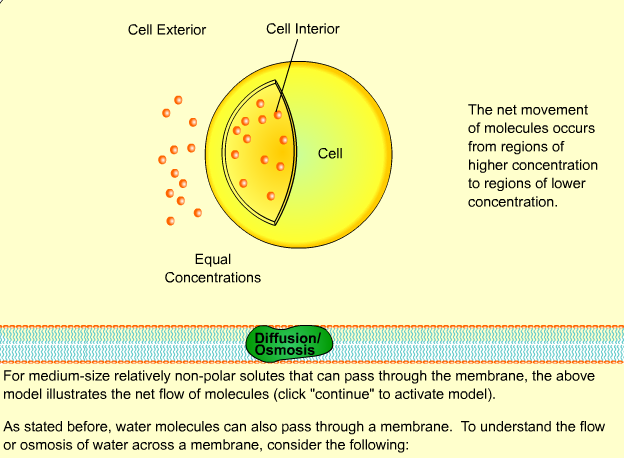 Cell Exterior
Cell Interior
The net movement
of molecules occurs
from regions of
higher concentration
to regions of lower
concentration.
Cell
Equal
Concentrations
Diffusion/
Osmosis
For medium-size relatively non-polar solutes that can pass through the membrane, the above
model illustrates the net flow of molecules (click "continue" to activate model).
As stated before, water molecules can also pass through a membrane.  To understand the flow
or osmosis of water across a membrane, consider the following: